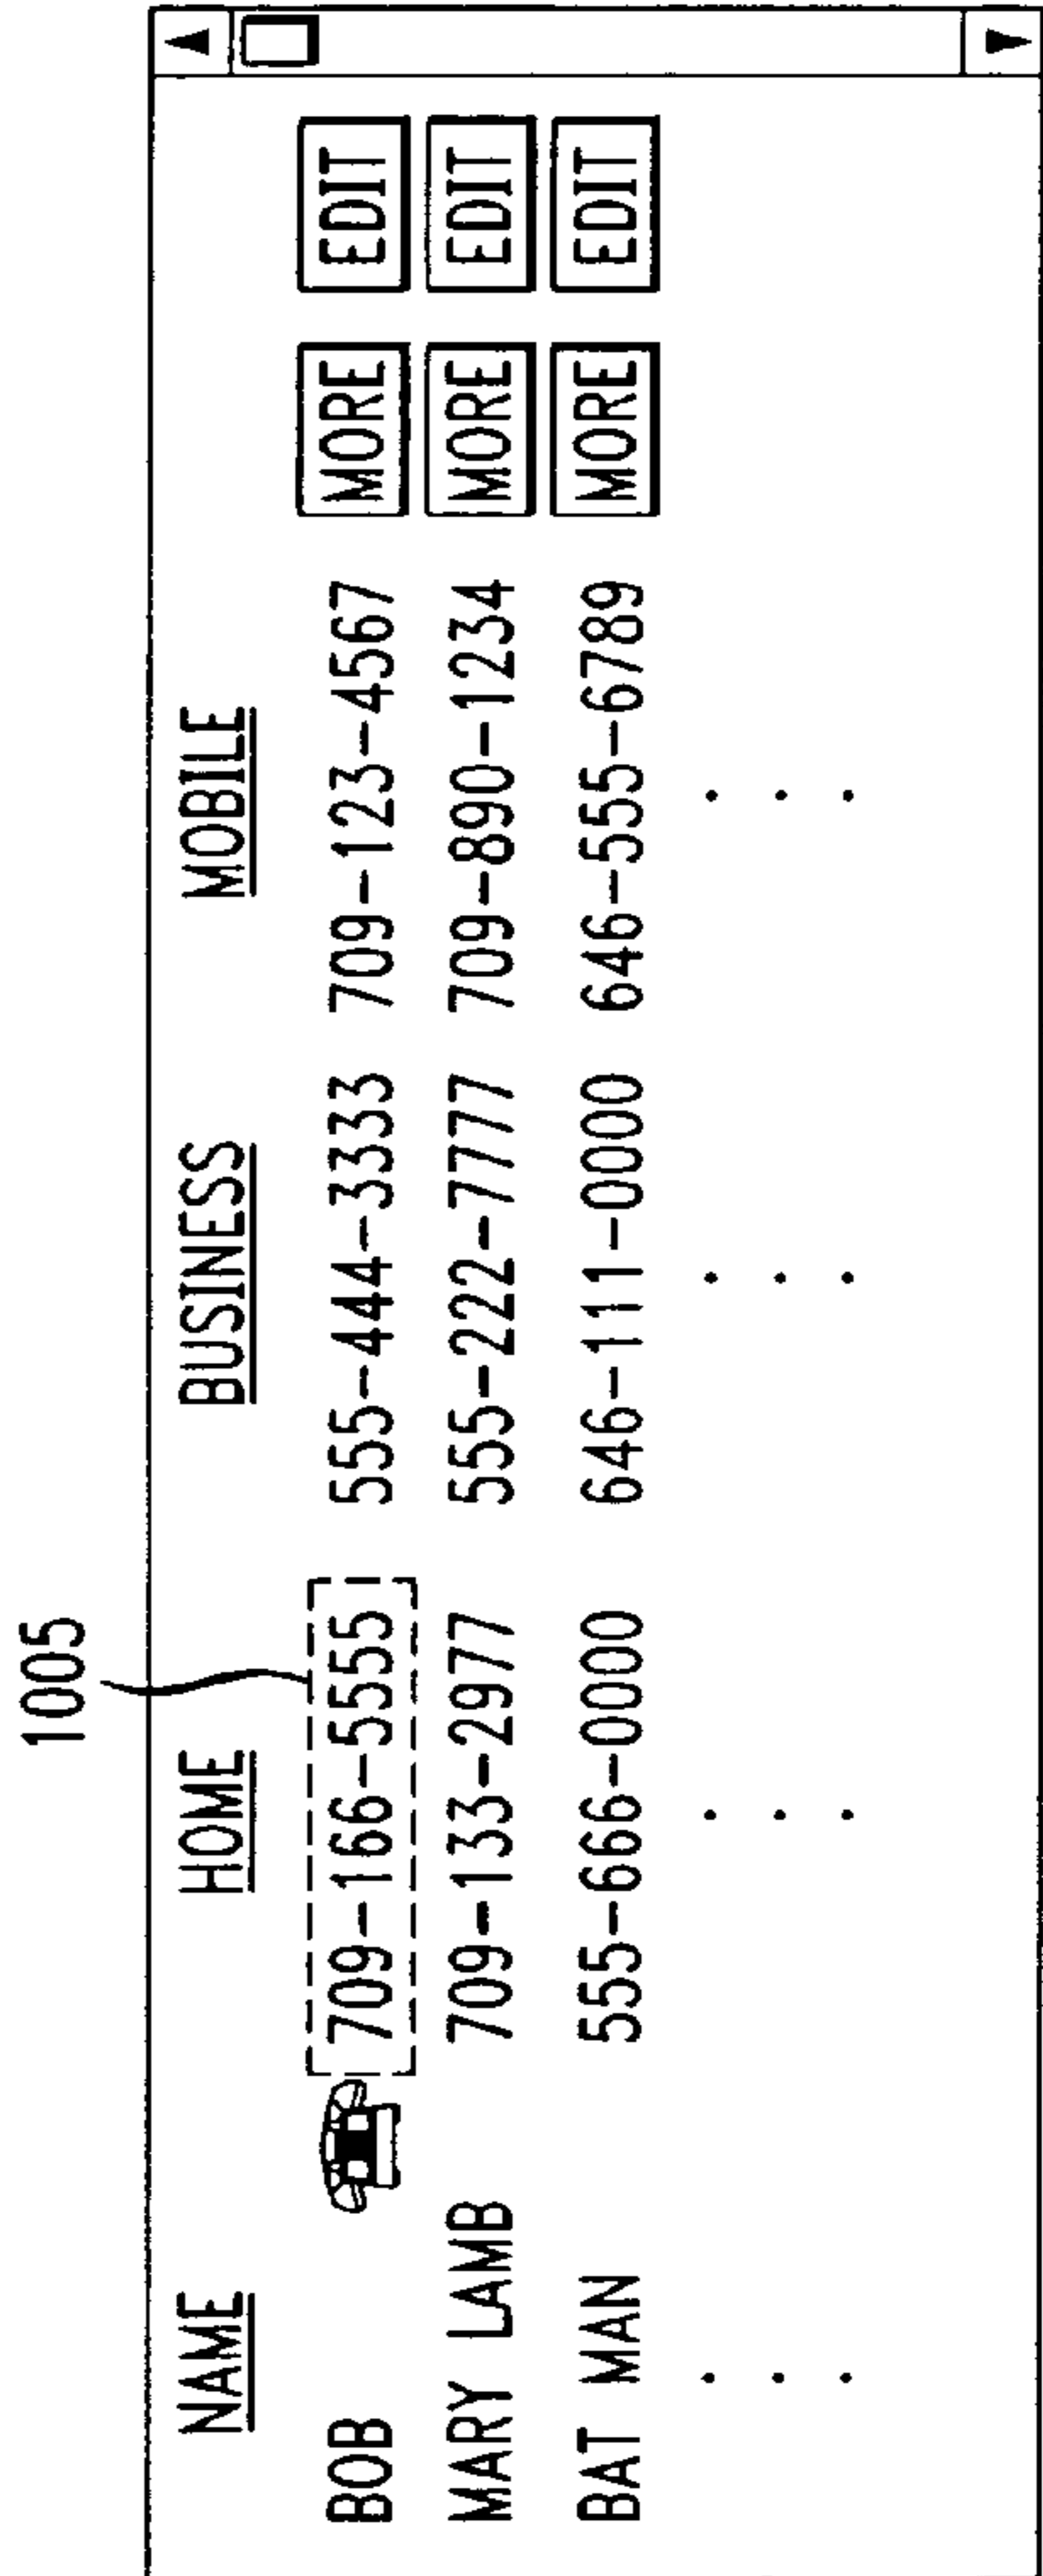 1005
NAME HOME BUSINESS MOBILE
BOB 709-166-5555 555-444-3333 709-123-4567 MORE EDIT
MARY LAMB 709-133-2977 555-222-7777 709-890-1234 MORE EDIT
BAT MAN 555-666-0000 646-111-0000 646-555-6789 MORE EDIT